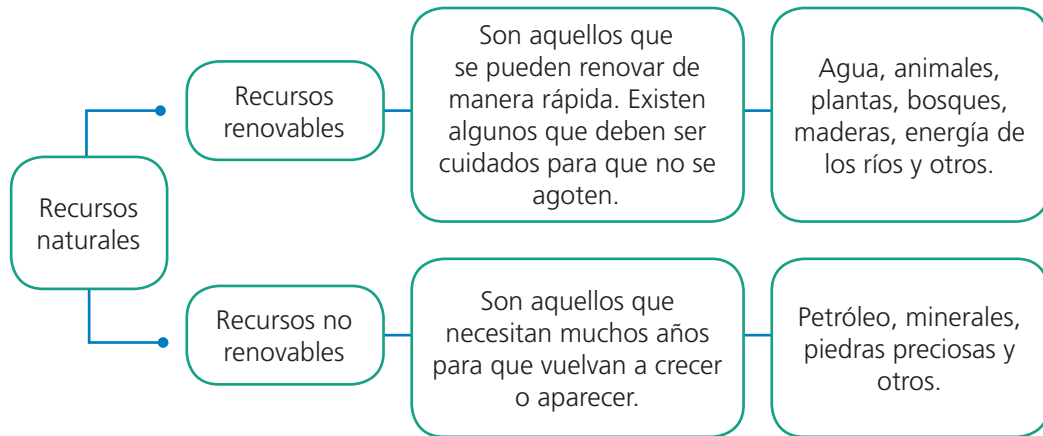 Recursos
naturales
Recursos
renovables
Son aquellos que
se pueden renovar de
manera rápida. Existen
algunos que deben ser
cuidados para que no se
agoten.
Agua, animales,
plantas, bosques,
maderas, energía de
los ríos y otros.
Recursos no
renovables
Son aquellos que
necesitan muchos años
para que vuelvan a crecer
o aparecer.
Petróleo, minerales,
piedras preciosas y
otros.